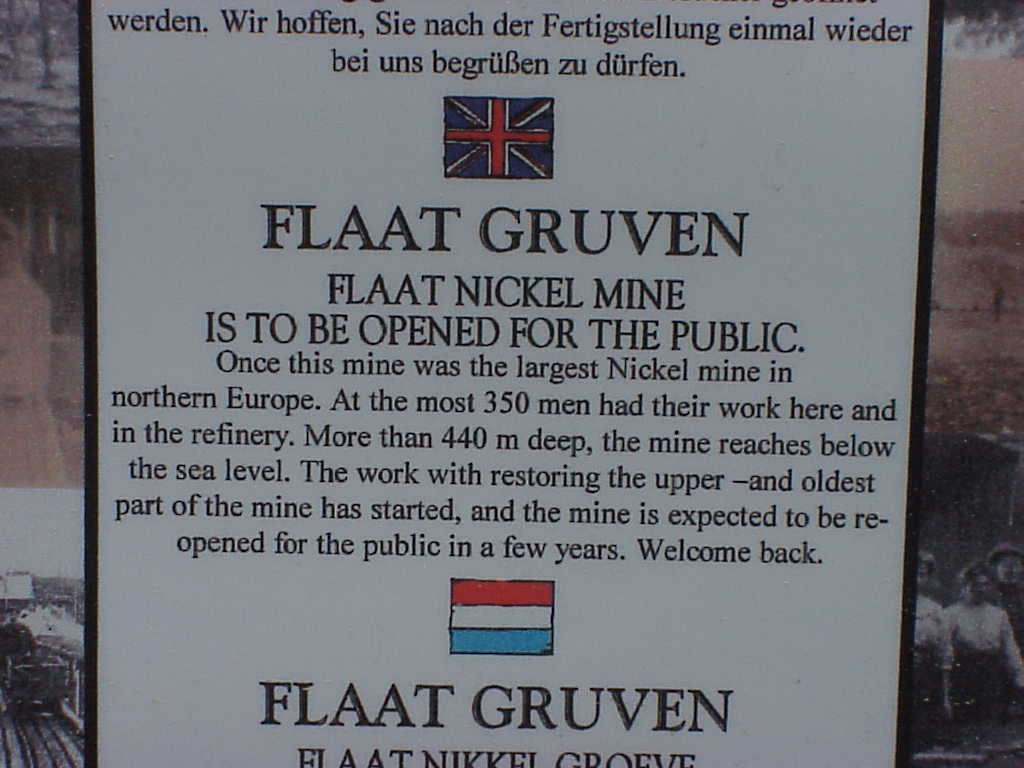 werden. Wir hoffen, Sie nach der Fertigstellung einmal wieder
bei uns begrüßen zu dürfen.
FLAAT GRUVEN
FLAAT NICKEL MINE
IS TO BE OPENED FOR THE PUBLIC.
Once this mine was the largest Nickel mine in
northern Europe. At the most 350 men had their work here and
in the refinery. More than 440 m deep, the mine reaches below
the sea level. The work with restoring the upper –and oldest
part of the mine has started, and the mine is expected to be re-
opened for the public in a few years. Welcome back.
FLAAT GRUVEN
FLAAT NIKKEL GROEVE